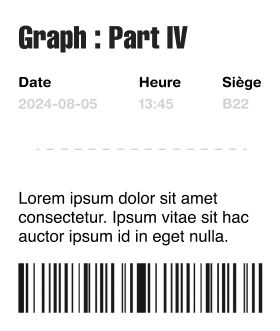 Graph : Part IV
Date Heure Siège
2024-08-05 13:45 B22
Lorem ipsum dolor sit amet
consectetur. Ipsum vitae sit hac
auctor ipsum id in eget nulla.